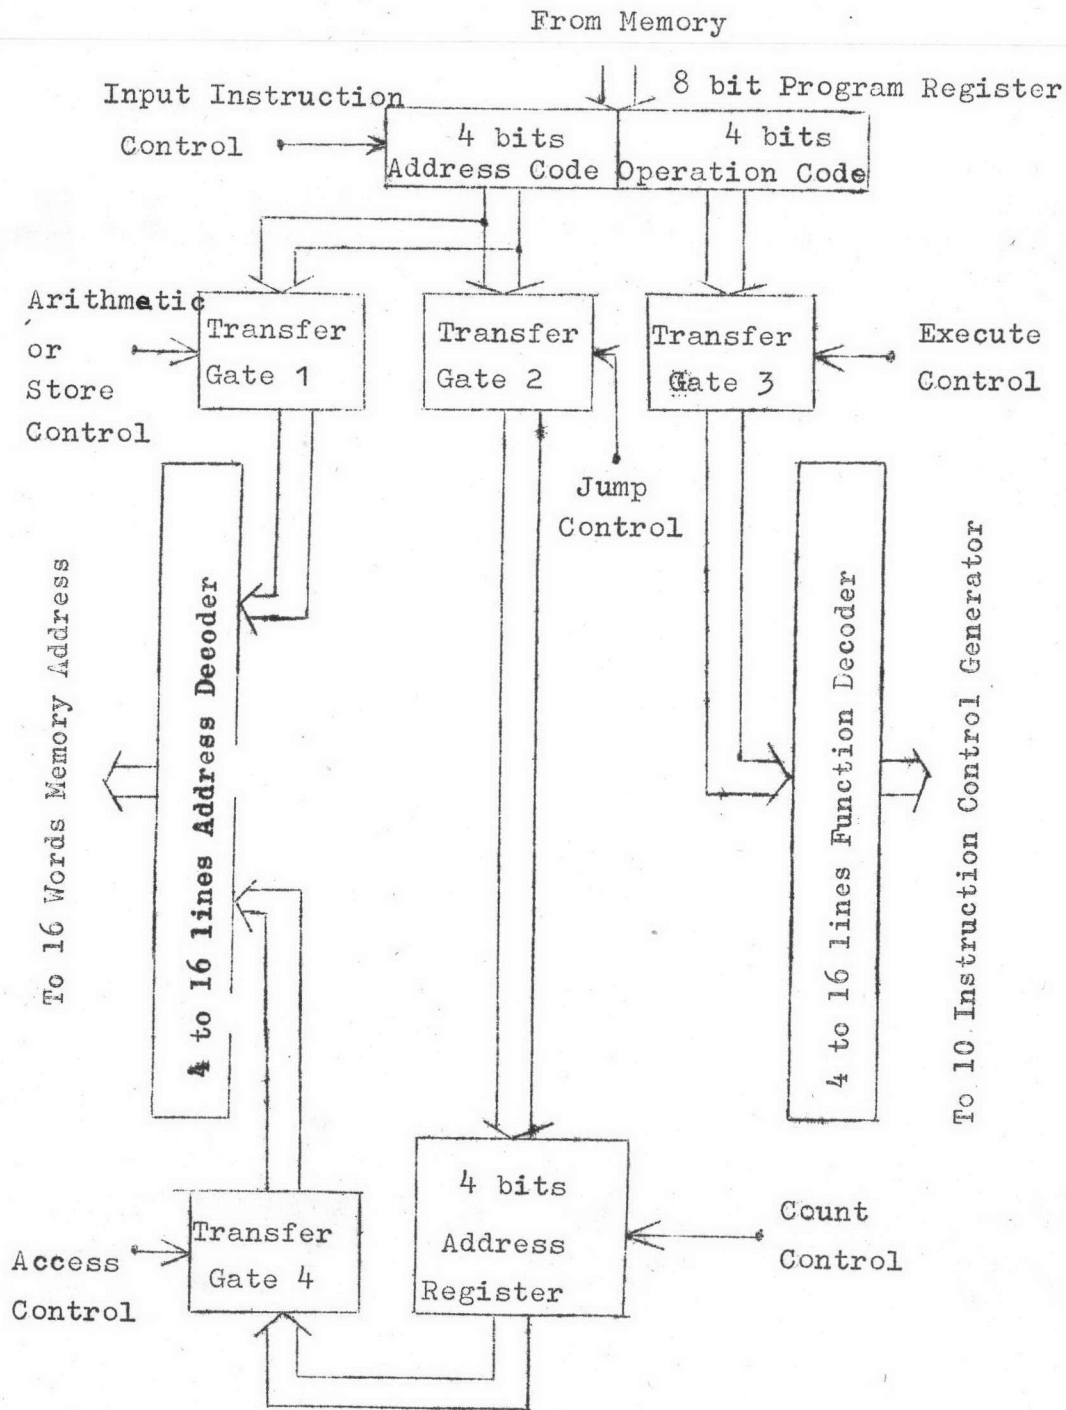 From Memory
8 bit Program Register
Input Instruction
Control
4 bits
Address Code
4 bits
Operation Code
Arithmetic
or
Store
Control
Transfer
Gate 1
Transfer
Gate 2
Transfer
Gate 3
Execute
Control
Jump
Control
To 16 Words Memory Address
4 to 16 lines Address Decoder
4 to 16 lines Function Decoder
To 10 Instruction Control Generator
Access
Control
Transfer
Gate 4
4 bits
Address
Register
Count
Control